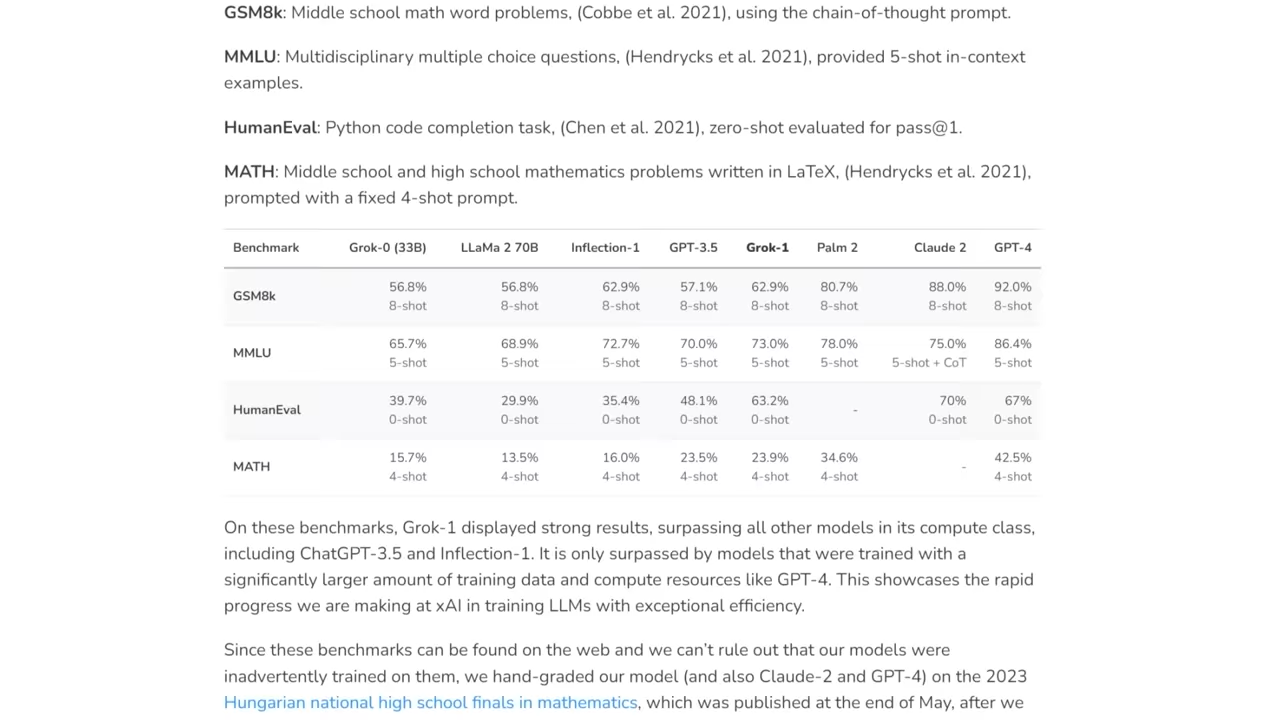 GSM8k: Middle school math word problems, (Cobbe et al. 2021), using the chain-of-thought prompt.
MMLU: Multidisciplinary multiple choice questions, (Hendrycks et al. 2021), provided 5-shot in-context
examples.
HumanEval: Python code completion task, (Chen et al. 2021), zero-shot evaluated for pass@1.
MATH: Middle school and high school mathematics problems written in LaTeX, (Hendrycks et al. 2021),
prompted with a fixed 4-shot prompt.
Benchmark Grok-0 (33B) LLaMa 2 70B Inflection-1 GPT-3.5 Grok-1 Palm 2 Claude 2 GPT-4
GSM8k 56.8% 56.8% 62.9% 57.1% 62.9% 80.7% 88.0% 92.0%
8-shot 8-shot 8-shot 8-shot 8-shot 8-shot 8-shot 8-shot
MMLU 65.7% 68.9% 72.7% 70.0% 73.0% 78.0% 75.0% 86.4%
5-shot 5-shot 5-shot 5-shot 5-shot 5-shot 5-shot + CoT 5-shot
HumanEval 39.7% 29.9% 35.4% 48.1% 63.2% - 70% 67%
0-shot 0-shot 0-shot 0-shot 0-shot 0-shot 0-shot
MATH 15.7% 13.5% 16.0% 23.5% 23.9% 34.6% - 42.5%
4-shot 4-shot 4-shot 4-shot 4-shot 4-shot 4-shot
On these benchmarks, Grok-1 displayed strong results, surpassing all other models in its compute class,
including ChatGPT-3.5 and Inflection-1. It is only surpassed by models that were trained with a
significantly larger amount of training data and compute resources like GPT-4. This showcases the rapid
progress we are making at xAI in training LLMs with exceptional efficiency.
Since these benchmarks can be found on the web and we can't rule out that our models were
inadvertently trained on them, we hand-graded our model (and also Claude-2 and GPT-4) on the 2023
Hungarian national high school finals in mathematics, which was published at the end of May, after we